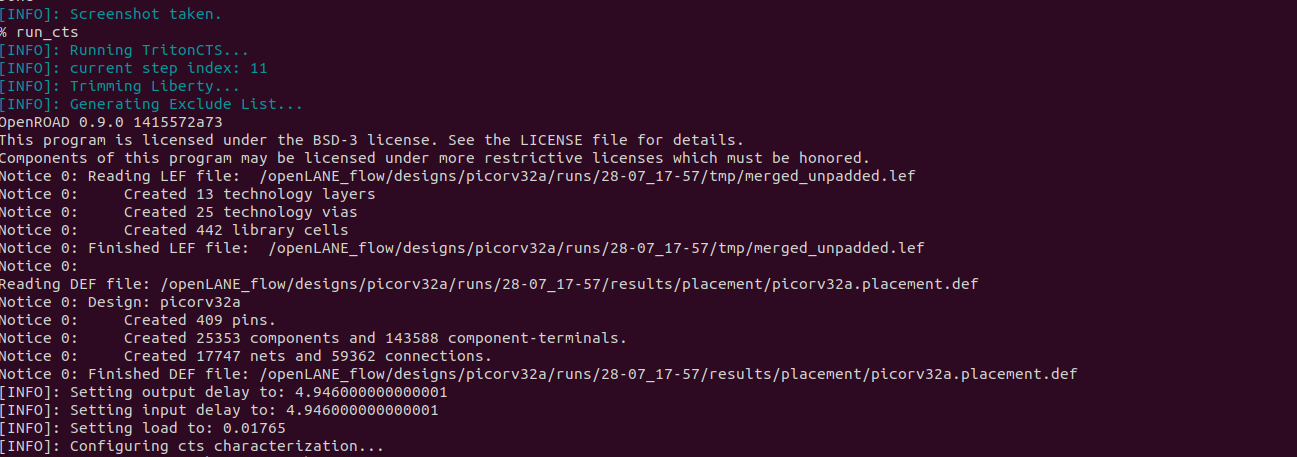 [INFO]: Screenshot taken.
% run_cts
[INFO]: Running TritonCTS...
[INFO]: current step index: 11
[INFO]: Trimming Liberty...
[INFO]: Generating Exclude List...
OpenROAD 0.9.0 1415572a73
This program is licensed under the BSD-3 license. See the LICENSE file for details.
Components of this program may be licensed under more restrictive licenses which must be honored.
Notice 0: Reading LEF file:  /openLANE_flow/designs/picorv32a/runs/28-07_17-57/tmp/merged_unpadded.lef
Notice 0:     Created 13 technology layers
Notice 0:     Created 25 technology vias
Notice 0:     Created 442 library cells
Notice 0: Finished LEF file:  /openLANE_flow/designs/picorv32a/runs/28-07_17-57/tmp/merged_unpadded.lef
Notice 0:
Reading DEF file: /openLANE_flow/designs/picorv32a/runs/28-07_17-57/results/placement/picorv32a.placement.def
Notice 0: Design: picorv32a
Notice 0:     Created 409 pins.
Notice 0:     Created 25353 components and 143588 component-terminals.
Notice 0:     Created 17747 nets and 59362 connections.
Notice 0: Finished DEF file: /openLANE_flow/designs/picorv32a/runs/28-07_17-57/results/placement/picorv32a.placement.def
[INFO]: Setting output delay to: 4.946000000000001
[INFO]: Setting input delay to: 4.946000000000001
[INFO]: Setting load to: 0.01765
[INFO]: Configuring cts characterization...